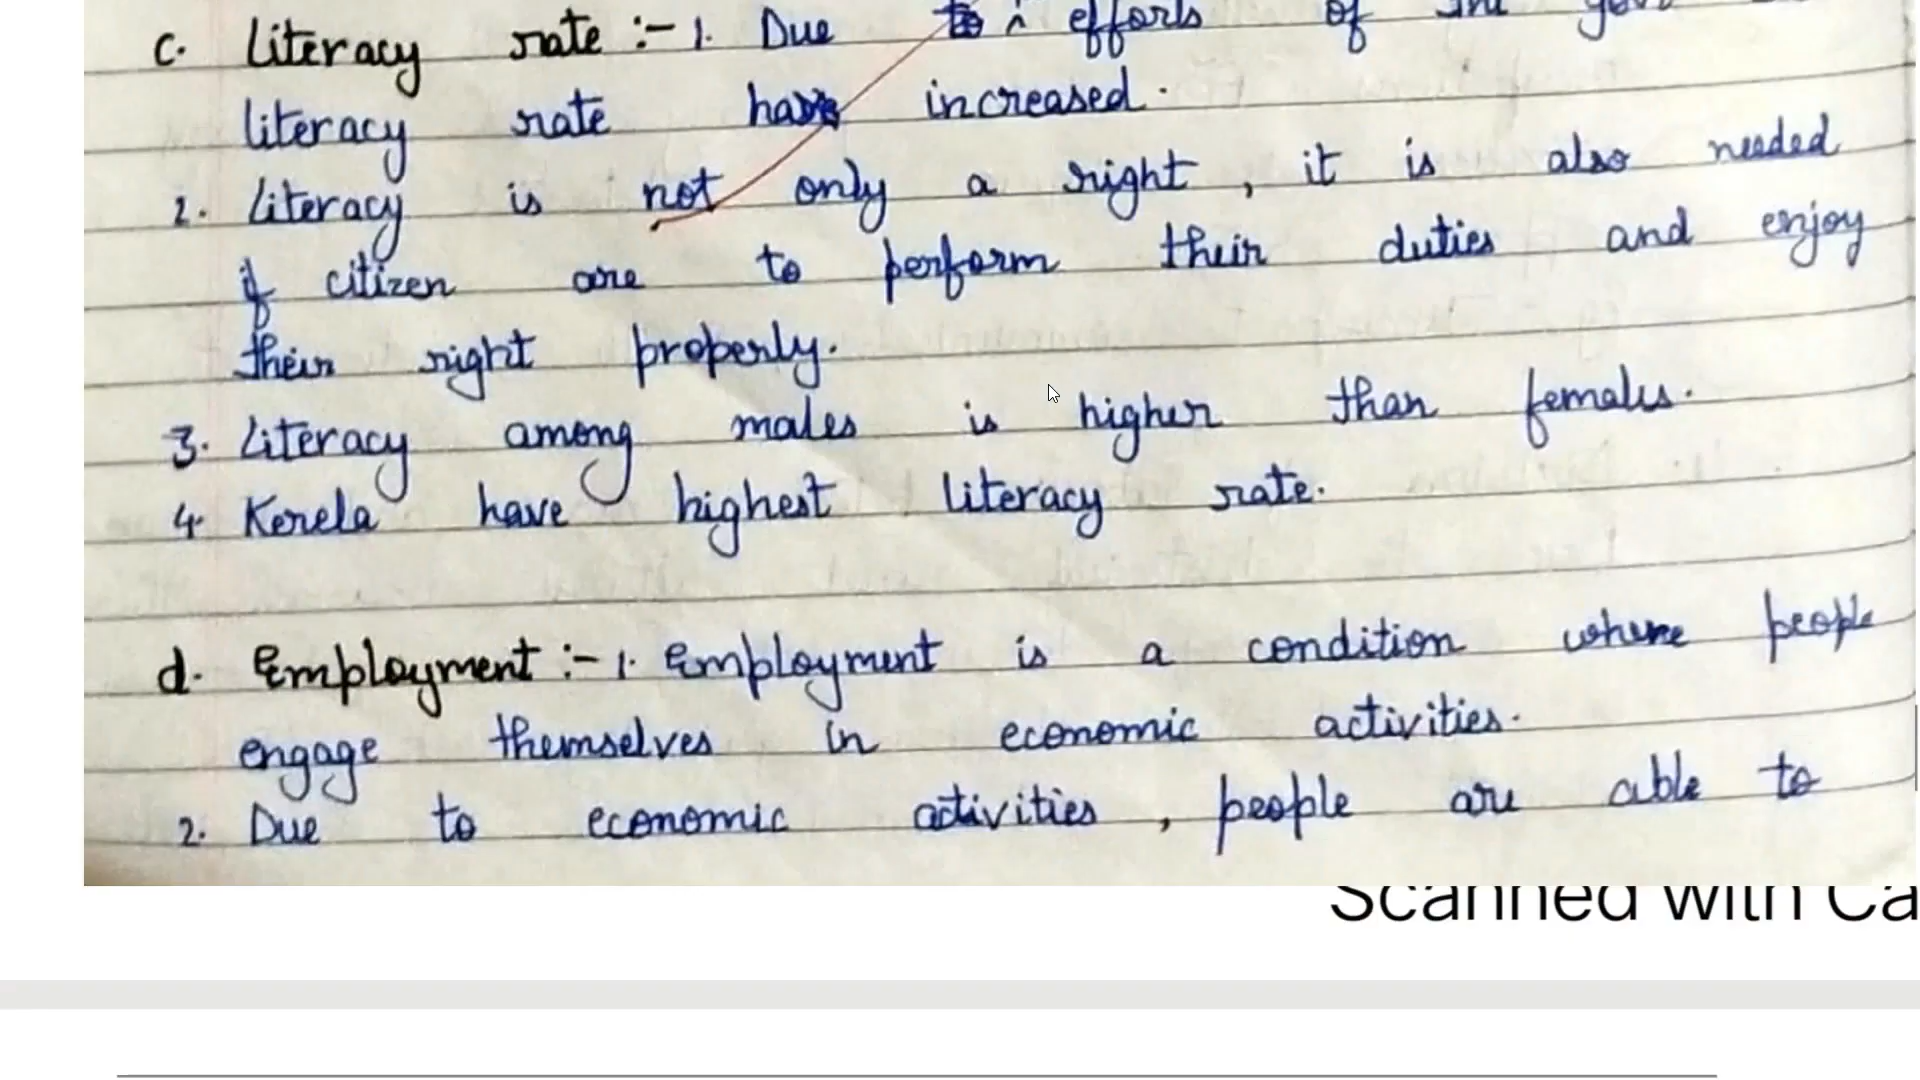 c. Literacy rate :- 1. Due to efforts of
literacy rate have increased.
2. Literacy is not only a right, it is also needed
if citizen are to perform their duties and enjoy
their right properly.
3. Literacy among males is higher than females.
4. Kerela have highest literacy rate.
d. Employment :- 1. Employment is a condition where people
engage themselves in economic activities.
2. Due to economic activities, people are able to
Scanned with Ca